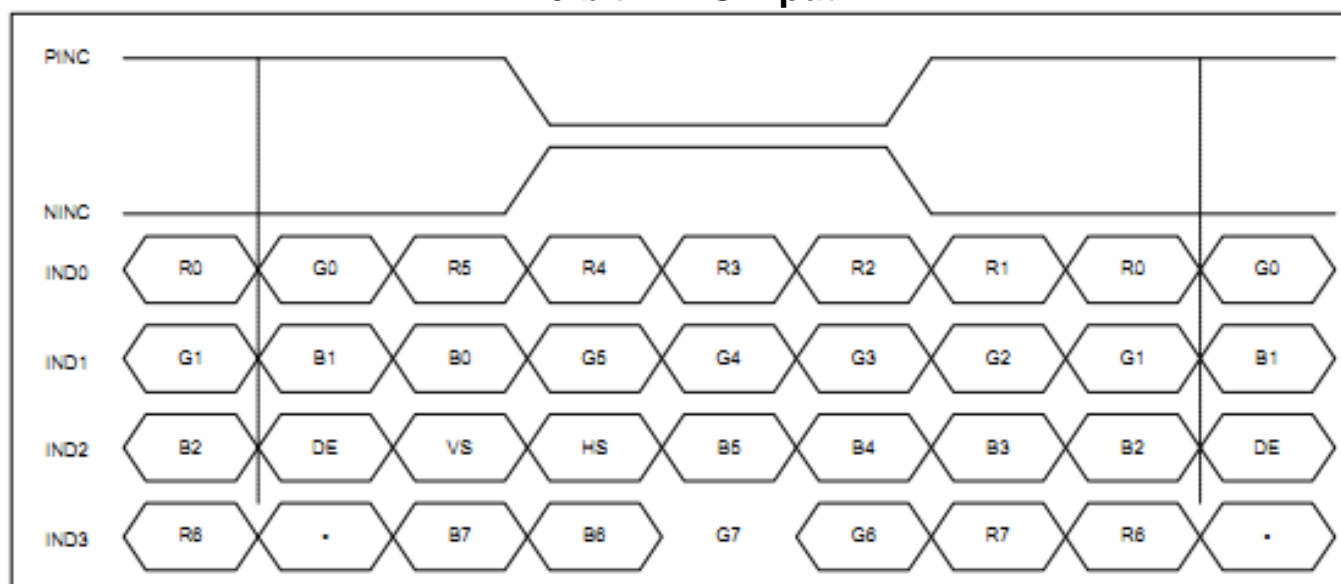 PINC
NINC
IND0 R0 G0 R5 R4 R3 R2 R1 R0 G0
IND1 G1 B1 B0 G5 G4 G3 G2 G1 B1
IND2 B2 DE VS HS B5 B4 B3 B2 DE
IND3 R6 - B7 B6 G7 G6 R7 R6 -